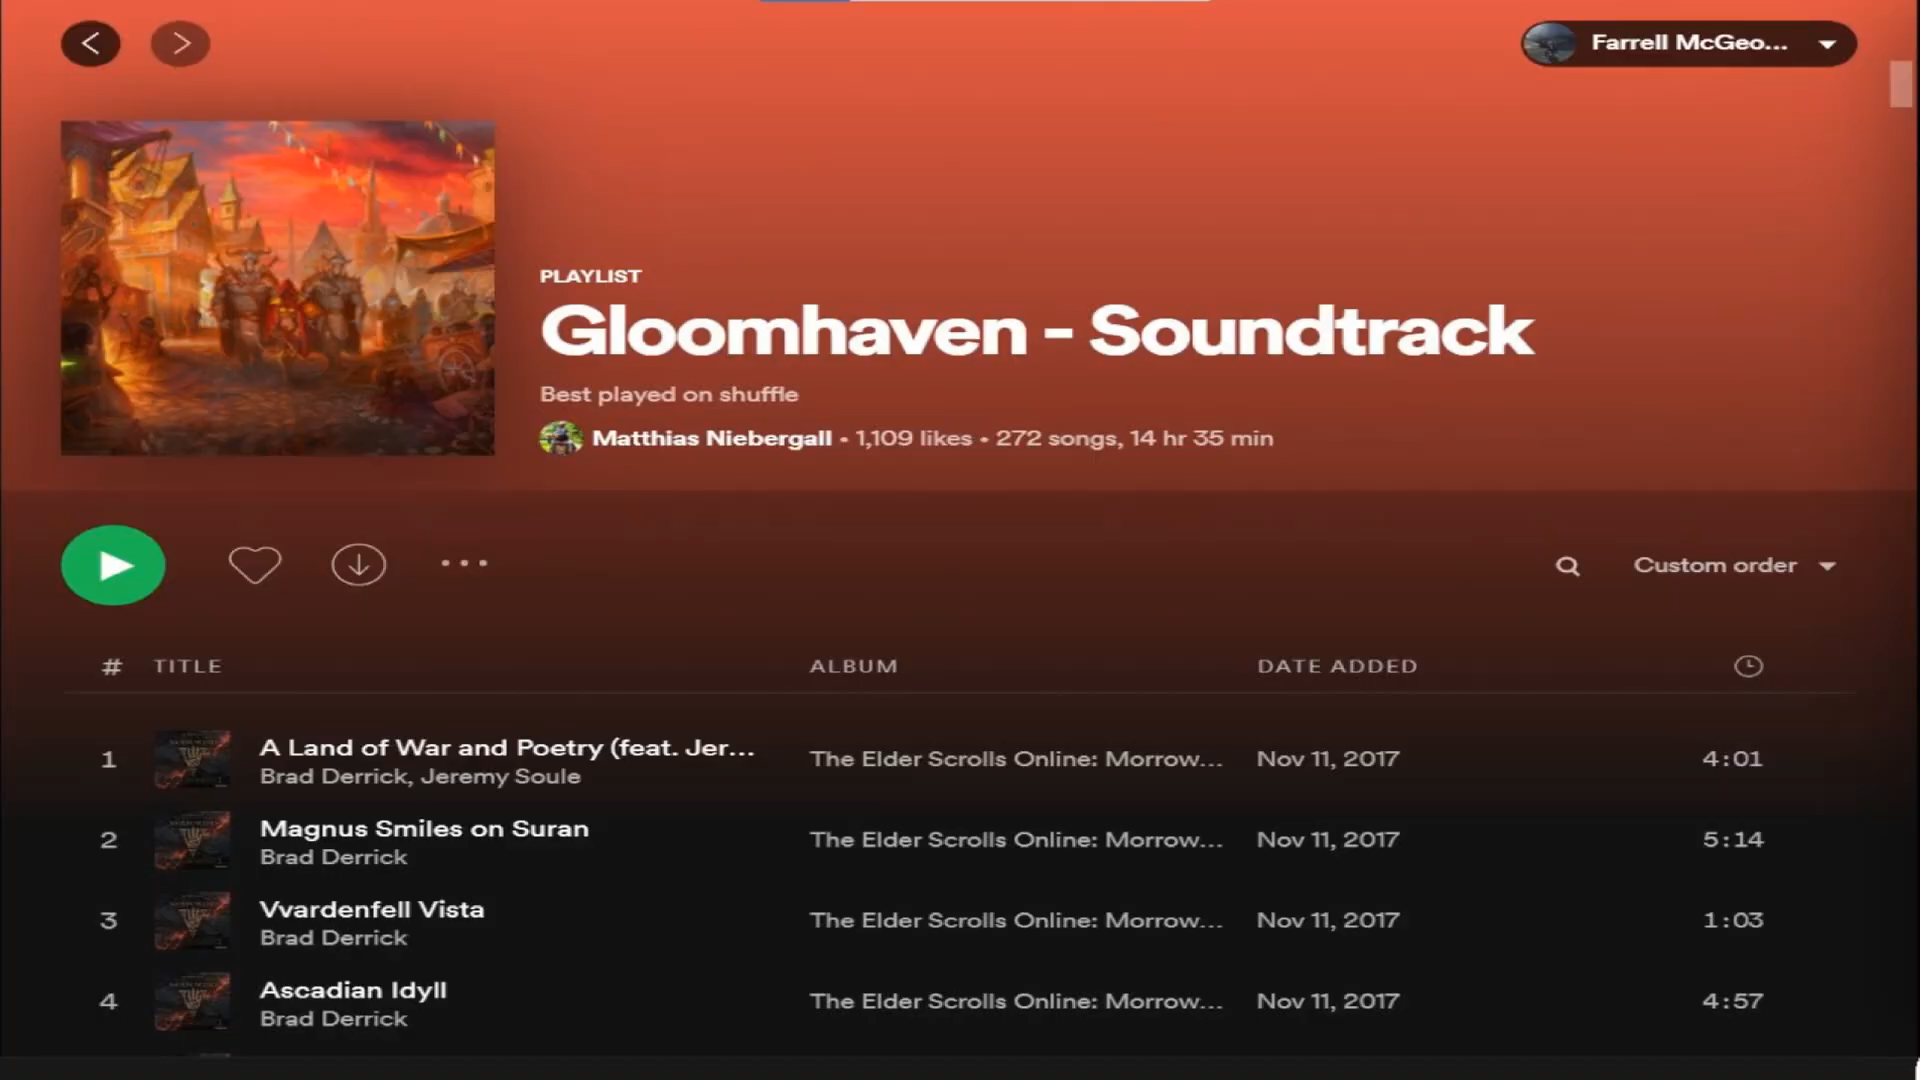 Farrell McGeo...
PLAYLIST
Gloomhaven - Soundtrack
Best played on shuffle
Matthias Niebergall • 1,109 likes • 272 songs, 14 hr 35 min
Custom order
# TITLE ALBUM DATE ADDED
1 A Land of War and Poetry (feat. Jer... The Elder Scrolls Online: Morrow... Nov 11, 2017 4:01
Brad Derrick, Jeremy Soule
2 Magnus Smiles on Suran The Elder Scrolls Online: Morrow... Nov 11, 2017 5:14
Brad Derrick
3 Vvardenfell Vista The Elder Scrolls Online: Morrow... Nov 11, 2017 1:03
Brad Derrick
4 Ascadian Idyll The Elder Scrolls Online: Morrow... Nov 11, 2017 4:57
Brad Derrick